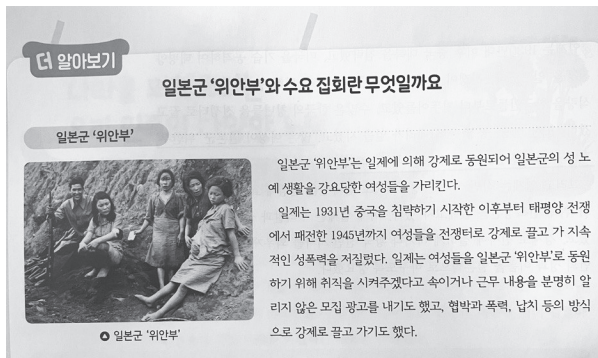 더 알아보기
일본군 ‘위안부’와 수요 집회란 무엇일까요
일본군 ‘위안부’
일본군 ‘위안부’는 일제에 의해 강제로 동원되어 일본군의 성 노
예 생활을 강요당한 여성들을 가리킨다.
일제는 1931년 중국을 침략하기 시작한 이후부터 태평양 전쟁
에서 패전한 1945년까지 여성들을 전쟁터로 강제로 끌고 가 지속
적인 성폭력을 저질렀다. 일제는 여성들을 일본군 ‘위안부’로 동원
하기 위해 취직을 시켜주겠다고 속이거나 근무 내용을 분명히 알
리지 않은 모집 광고를 내기도 했고, 협박과 폭력, 납치 등의 방식
으로 강제로 끌고 가기도 했다.
▲ 일본군 ‘위안부’